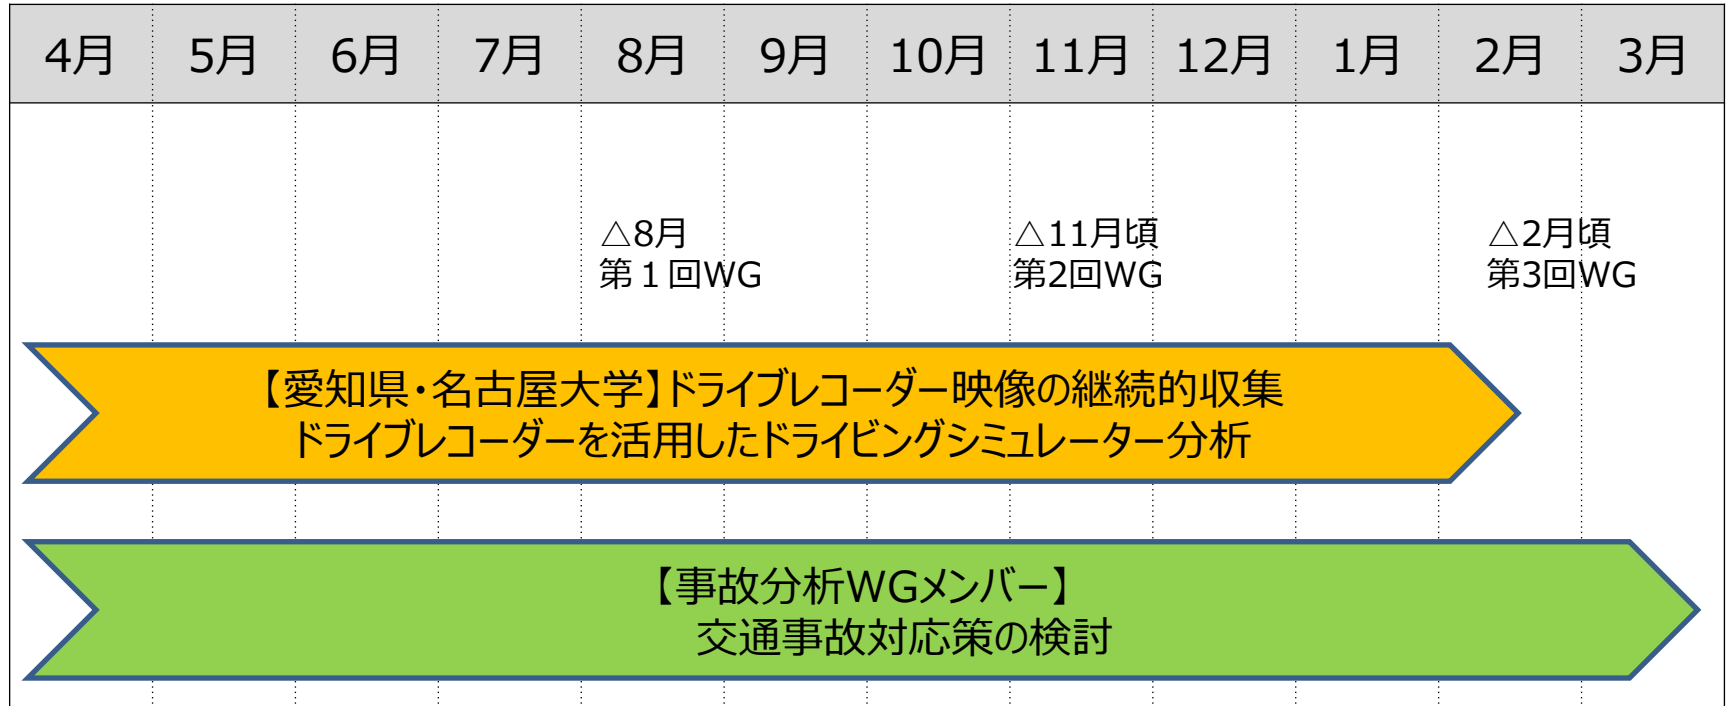 4月 5月 6月 7月 8月 9月 10月 11月 12月 1月 2月 3月
△8月
第１回WG
△11月頃
第2回WG
△2月頃
第3回WG
【愛知県・名古屋大学】ドライブレコーダー映像の継続的収集
ドライブレコーダーを活用したドライビングシミュレーター分析
【事故分析WGメンバー】
交通事故対応策の検討